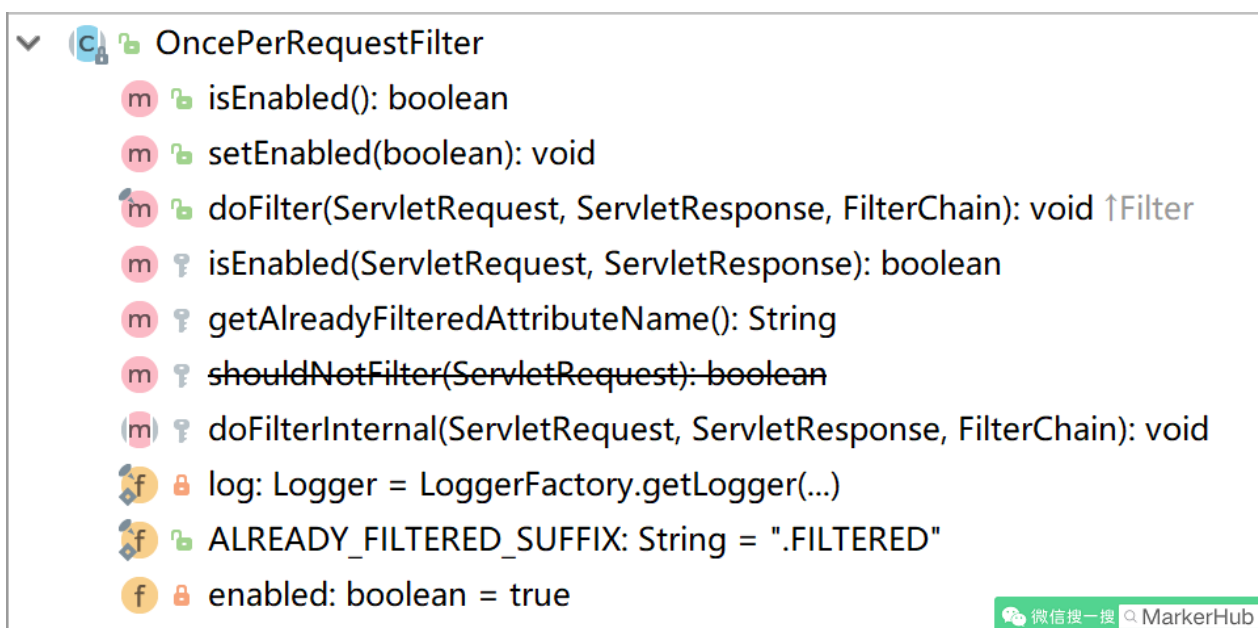 OncePerRequestFilter
m isEnabled(): boolean
m setEnabled(boolean): void
m doFilter(ServletRequest, ServletResponse, FilterChain): void ↑Filter
m isEnabled(ServletRequest, ServletResponse): boolean
m getAlreadyFilteredAttributeName(): String
m shouldNotFilter(ServletRequest): boolean
m doFilterInternal(ServletRequest, ServletResponse, FilterChain): void
f log: Logger = LoggerFactory.getLogger(...)
f ALREADY_FILTERED_SUFFIX: String = ".FILTERED"
f enabled: boolean = true
微信搜一搜 MarkerHub